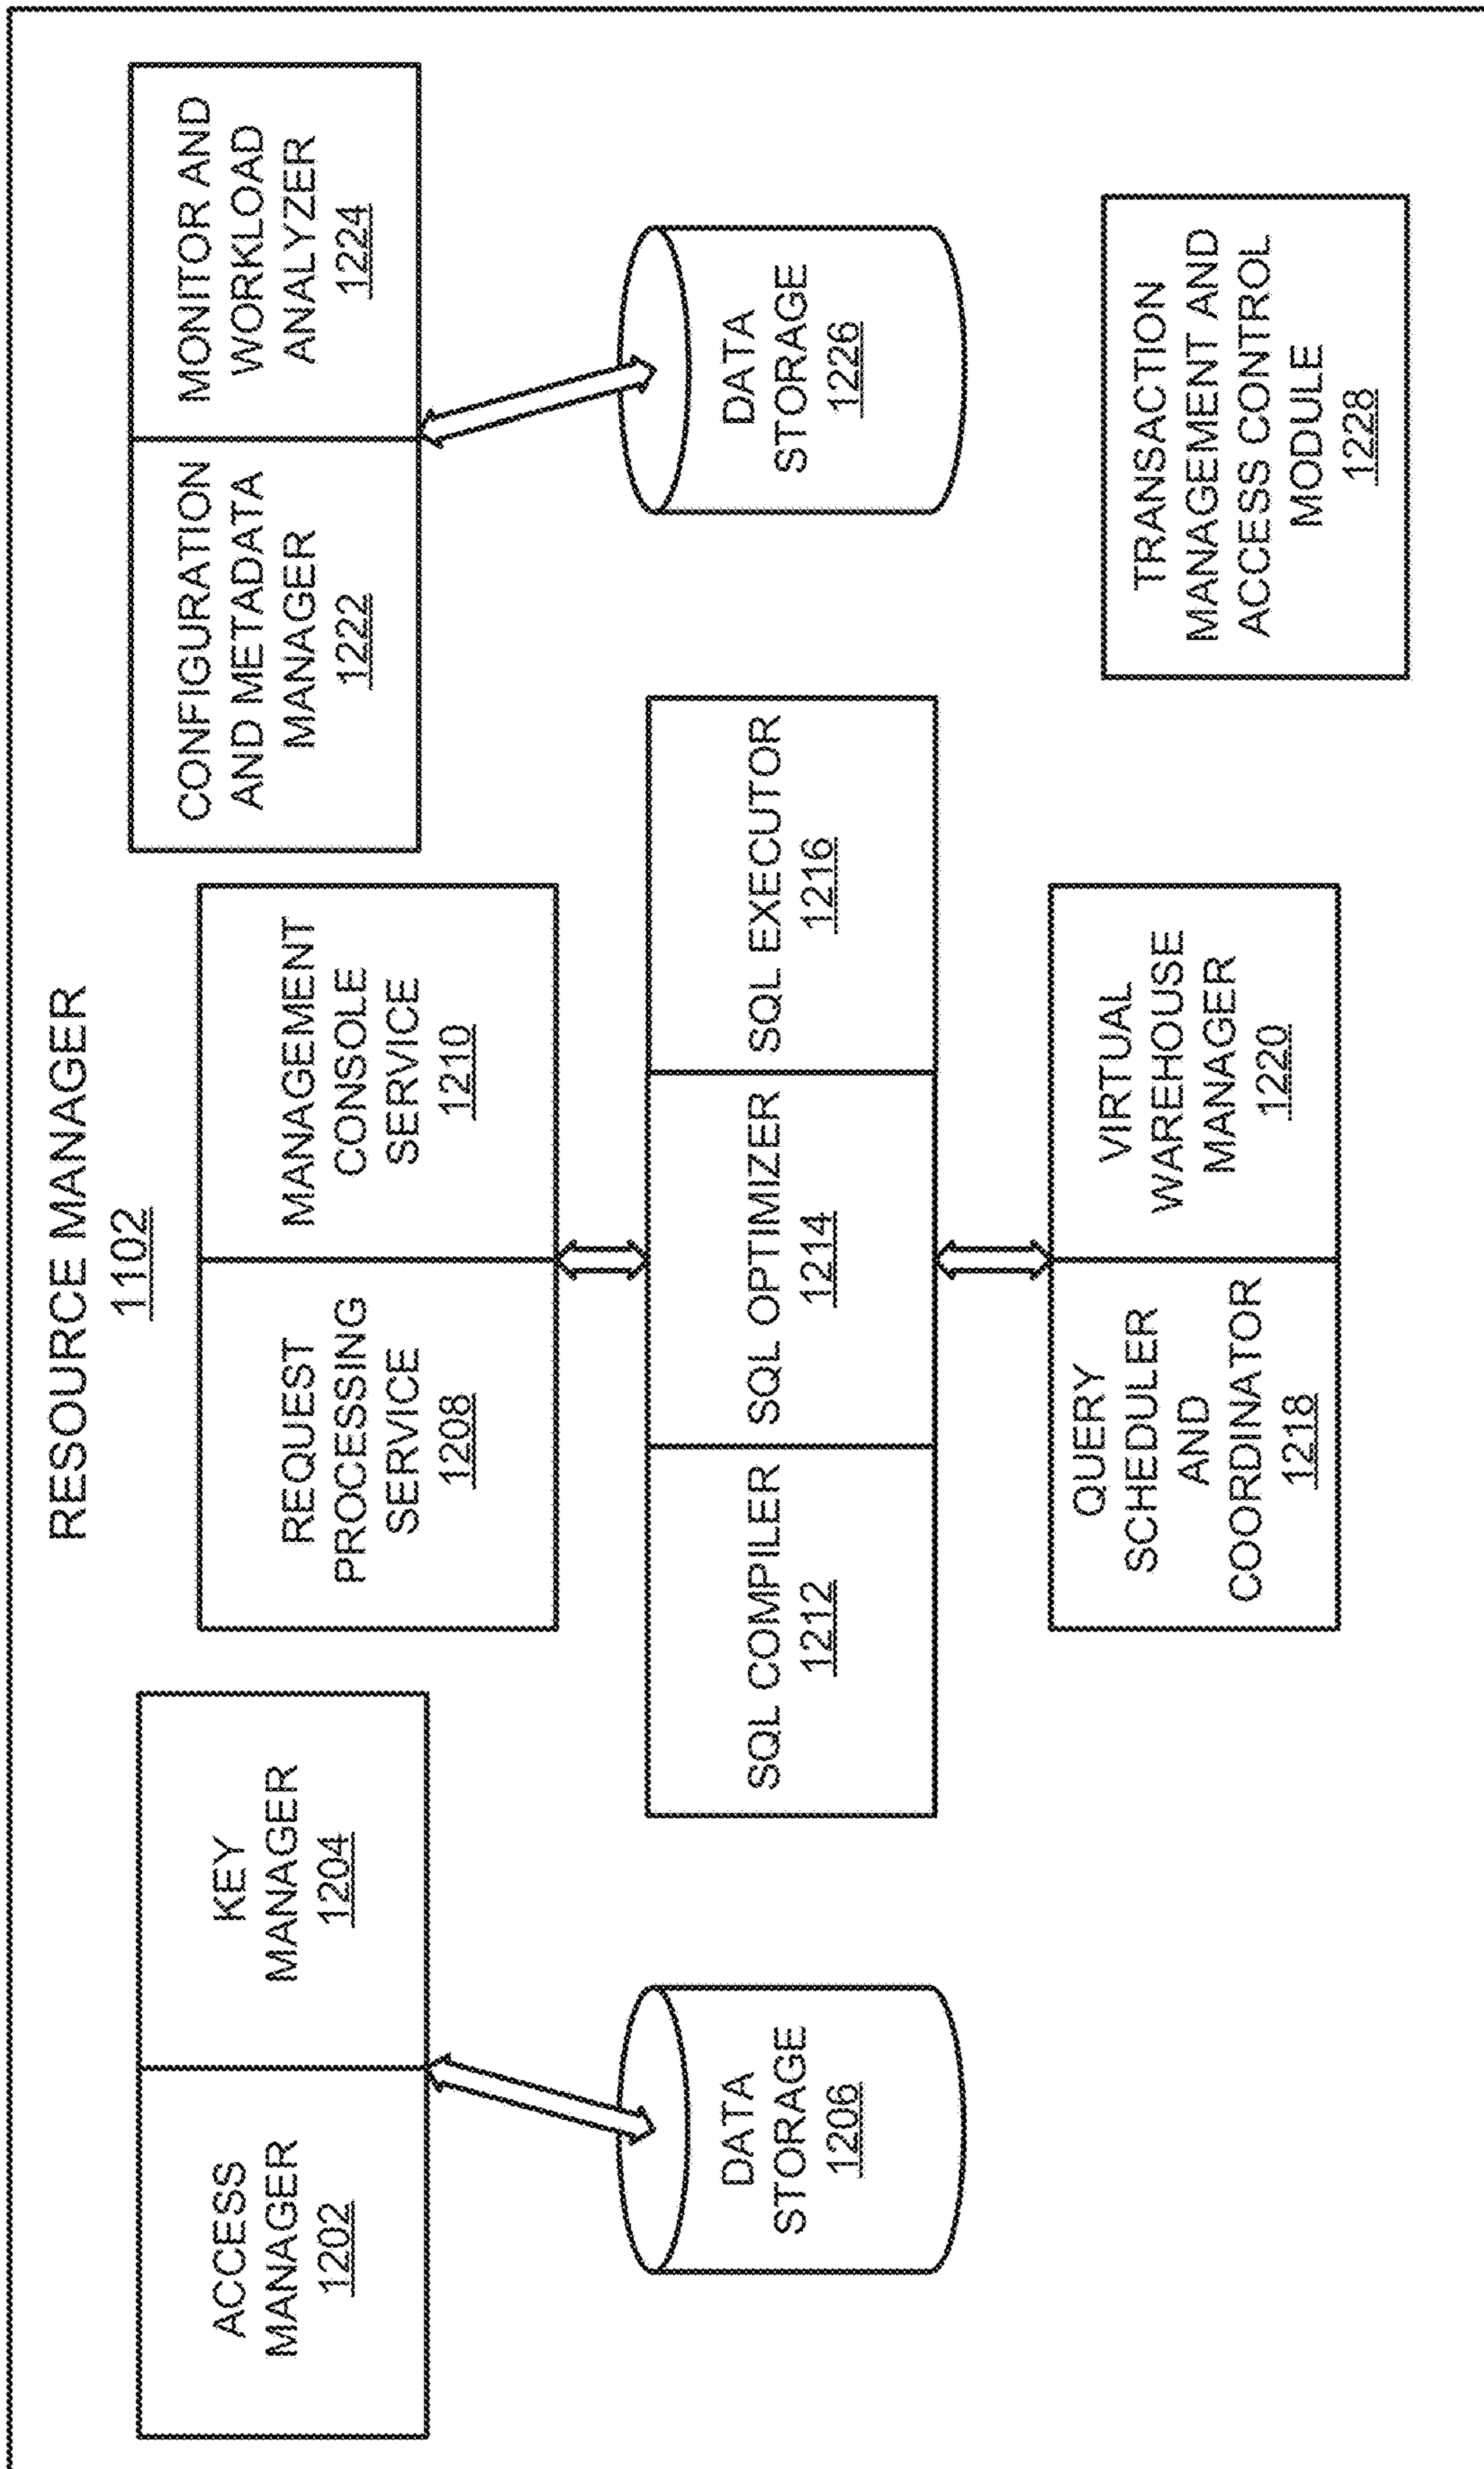 RESOURCE MANAGER
1102
ACCESS
MANAGER
1202
KEY
MANAGER
1204
DATA
STORAGE
1206
REQUEST
PROCESSING
SERVICE
1208
MANAGEMENT
CONSOLE
SERVICE
1210
SQL COMPILER
1212
SQL OPTIMIZER
1214
SQL EXECUTOR
1216
QUERY
SCHEDULER
AND
COORDINATOR
1218
VIRTUAL
WAREHOUSE
MANAGER
1220
CONFIGURATION
AND METADATA
MANAGER
1222
MONITOR AND
WORKLOAD
ANALYZER
1224
DATA
STORAGE
1226
TRANSACTION
MANAGEMENT AND
ACCESS CONTROL
MODULE
1228